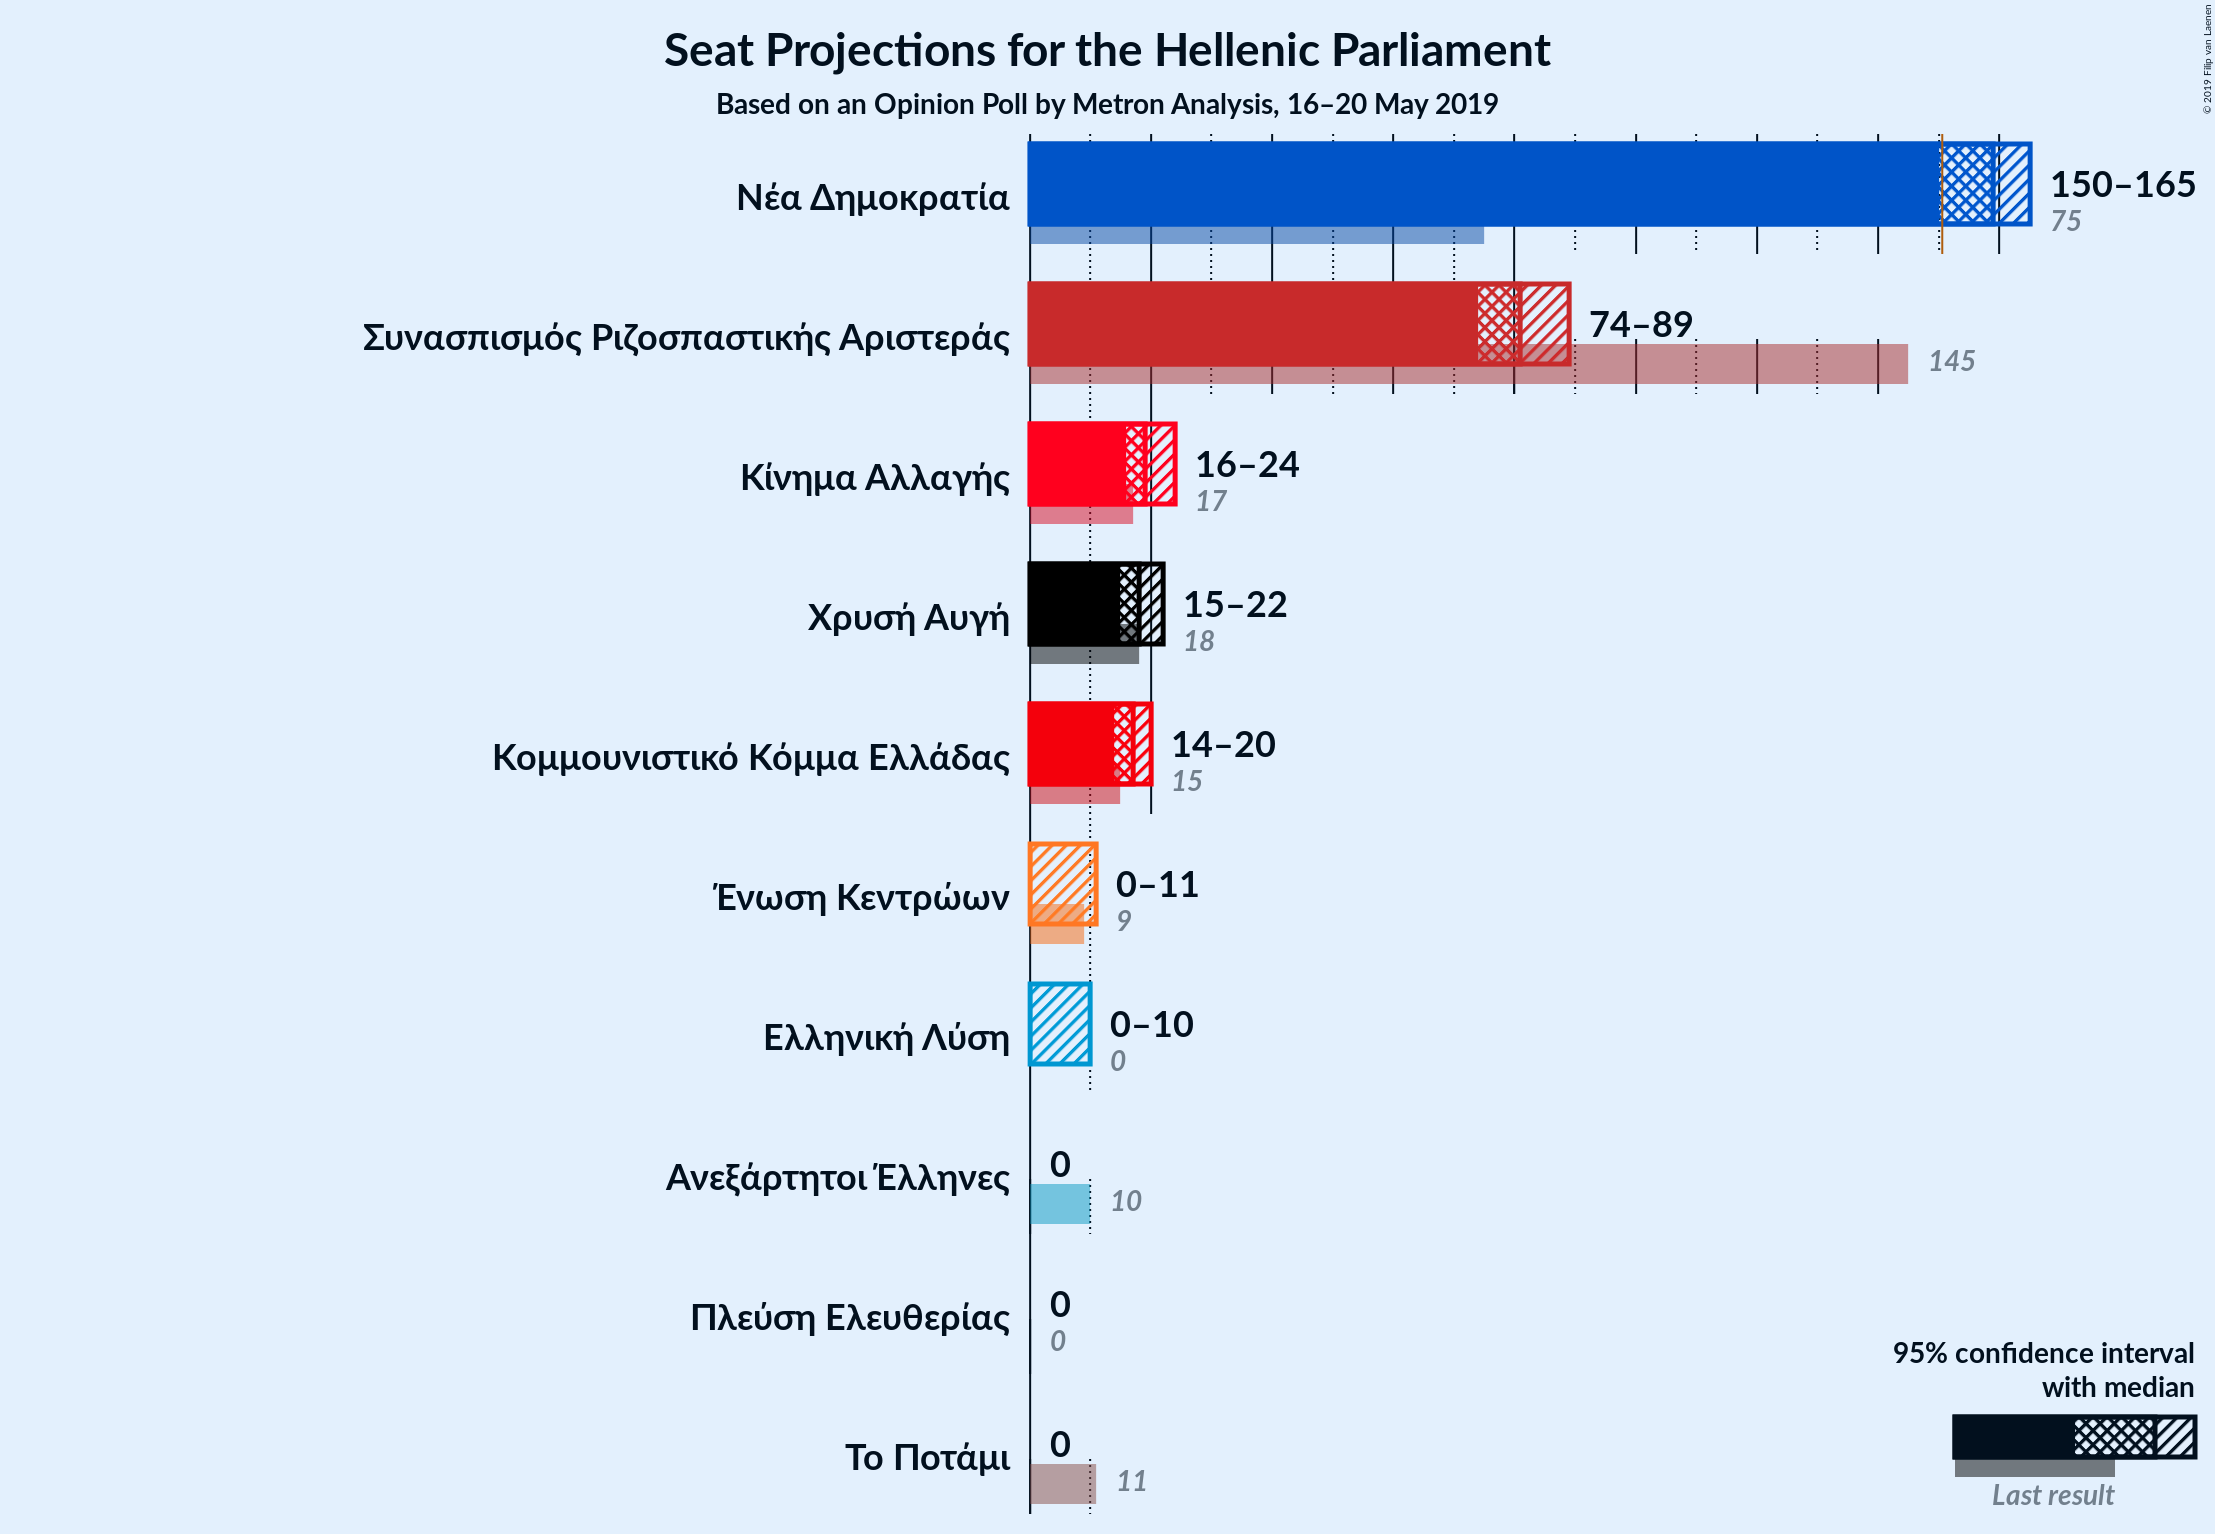 Seat Projections for the Hellenic Parliament
Based on an Opinion Poll by Metron Analysis, 16–20 May 2019
© 2019 Filip van Laenen
Νέα Δημοκρατία
150–165
75
Συνασπισμός Ριζοσπαστικής Αριστεράς
74–89
145
Κίνημα Αλλαγής
16–24
17
Χρυσή Αυγή
15–22
18
Κομμουνιστικό Κόμμα Ελλάδας
14–20
15
Ένωση Κεντρώων
0–11
9
Ελληνική Λύση
0–10
0
Ανεξάρτητοι Έλληνες
0
10
Πλεύση Ελευθερίας
0
0
Το Ποτάμι
0
11
95% confidence interval
with median
Last result